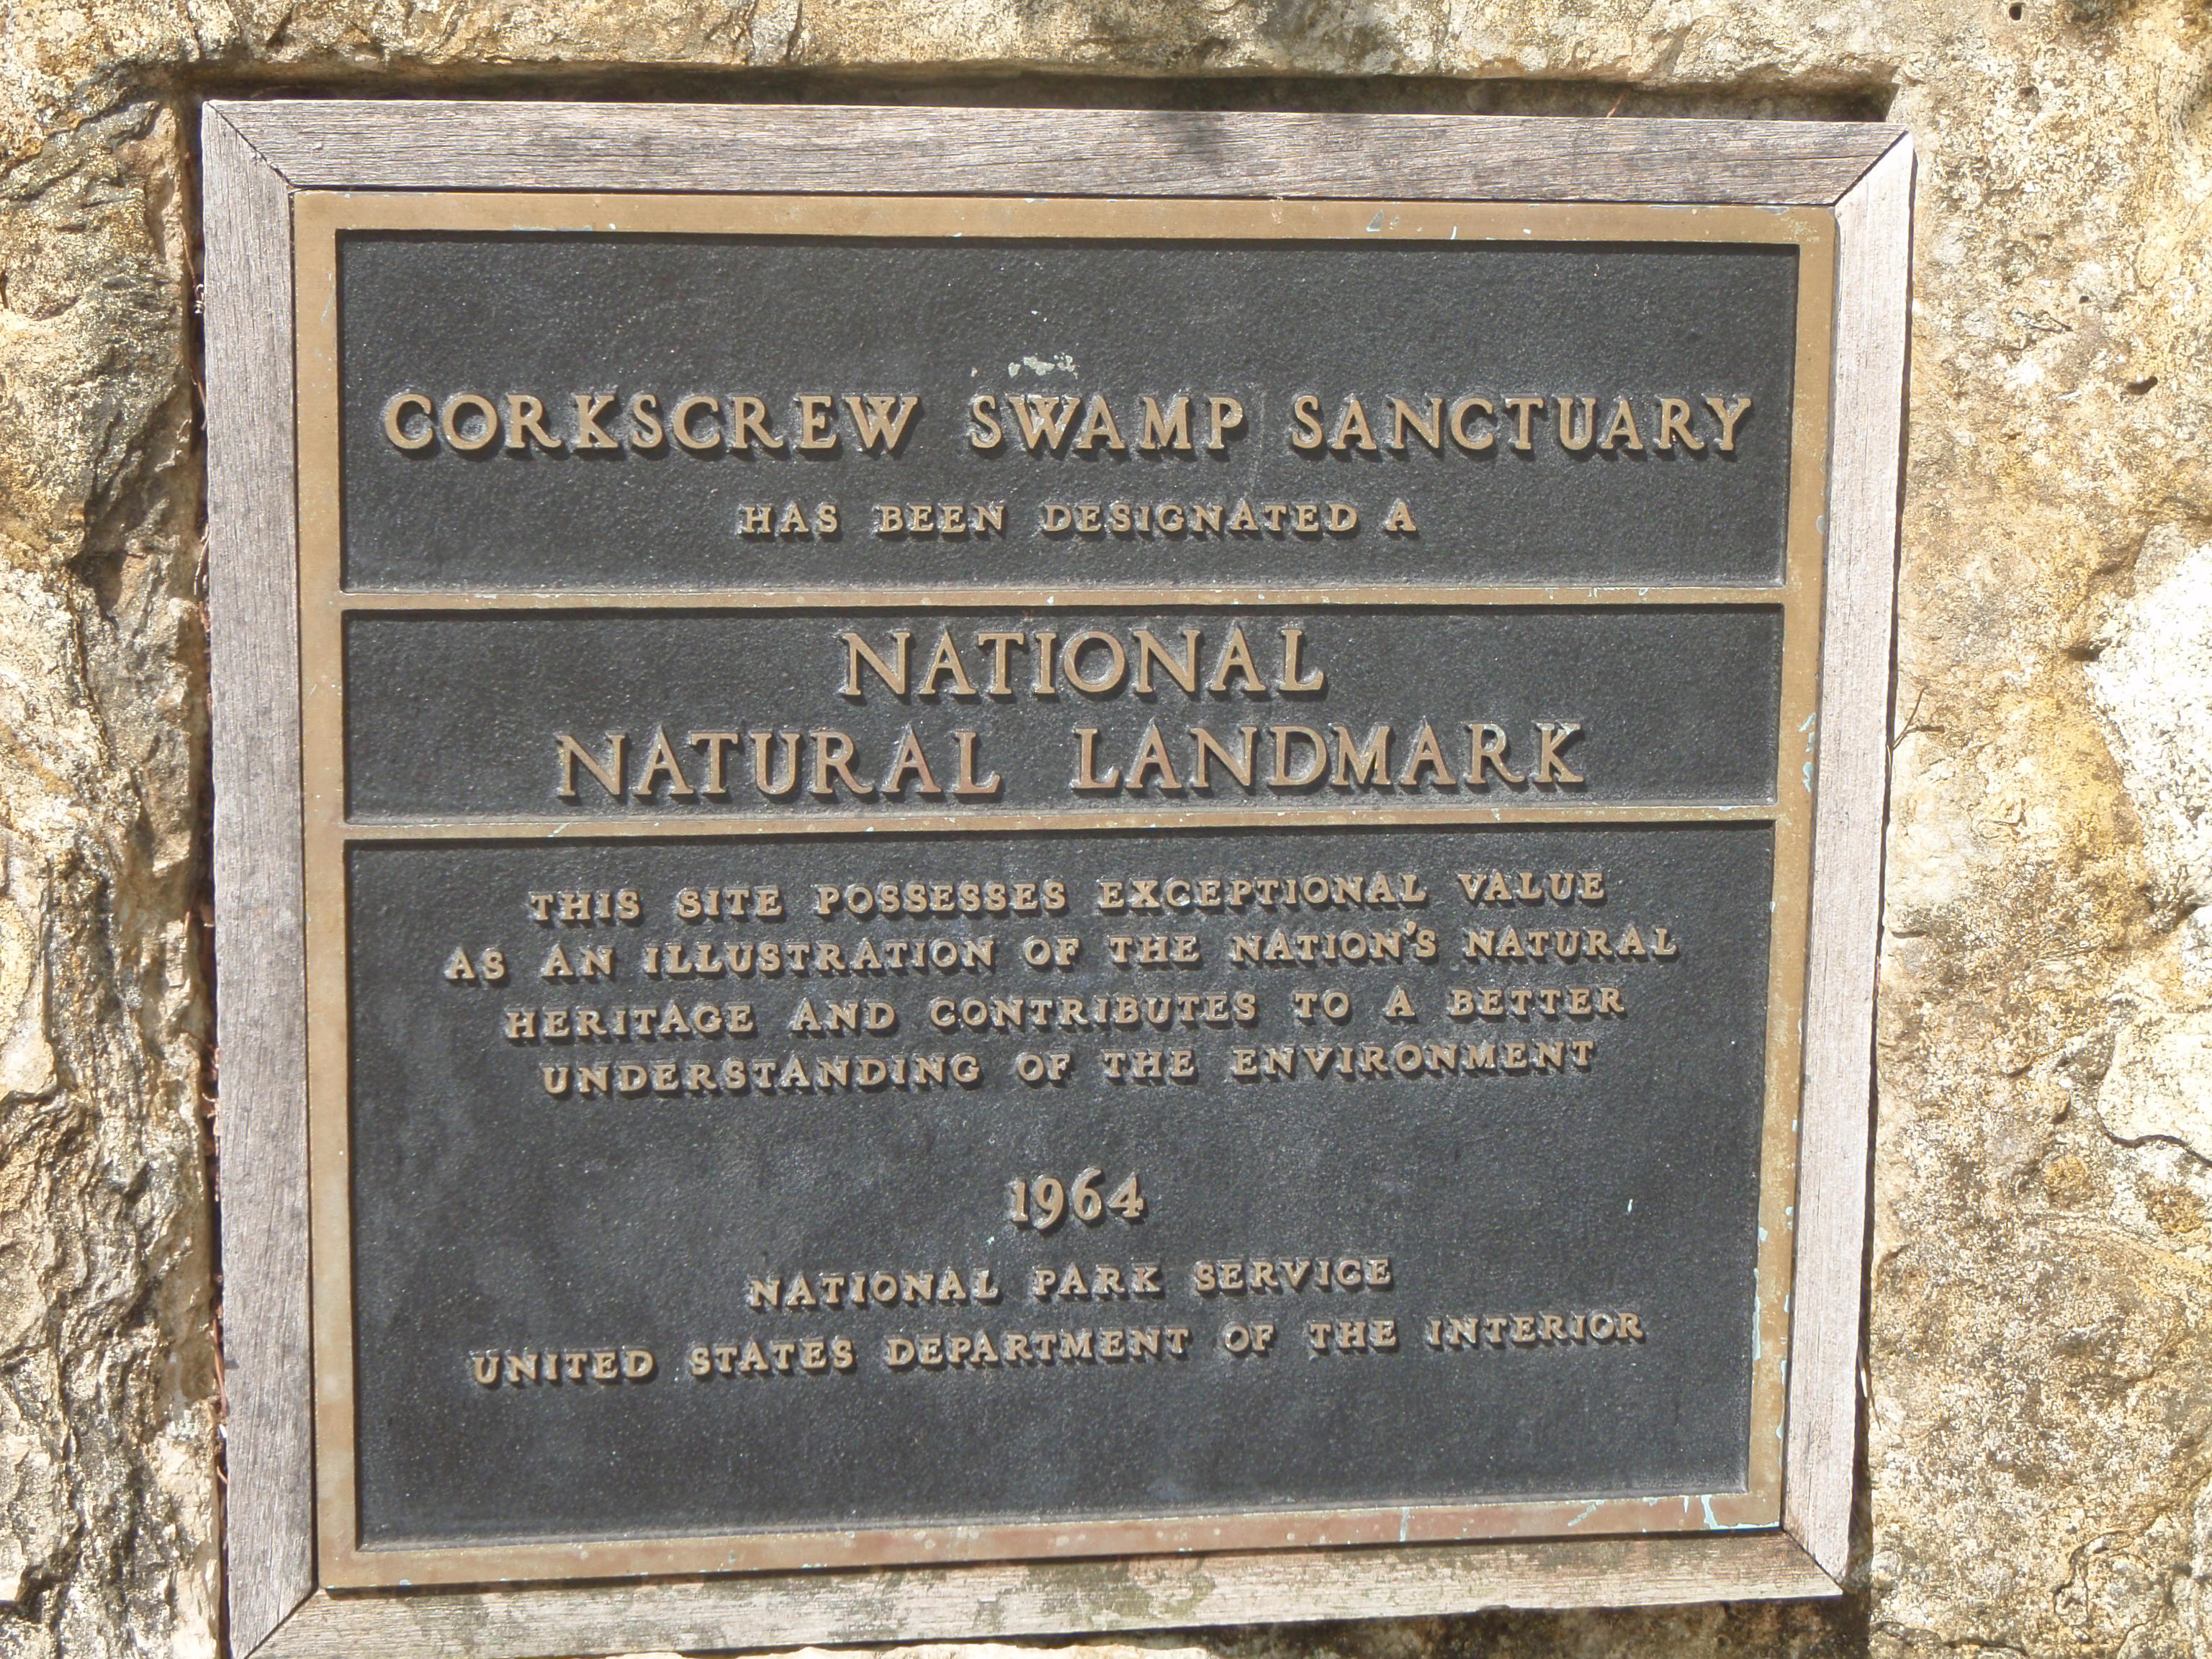 CORKSCREW SWAMP SANCTUARY
HAS BEEN DESIGNATED A
NATIONAL
NATURAL LANDMARK
THIS SITE POSSESSES EXCEPTIONAL VALUE
AS AN ILLUSTRATION OF THE NATION'S NATURAL
HERITAGE AND CONTRIBUTES TO A BETTER
UNDERSTANDING OF THE ENVIRONMENT
1964
NATIONAL PARK SERVICE
UNITED STATES DEPARTMENT OF THE INTERIOR